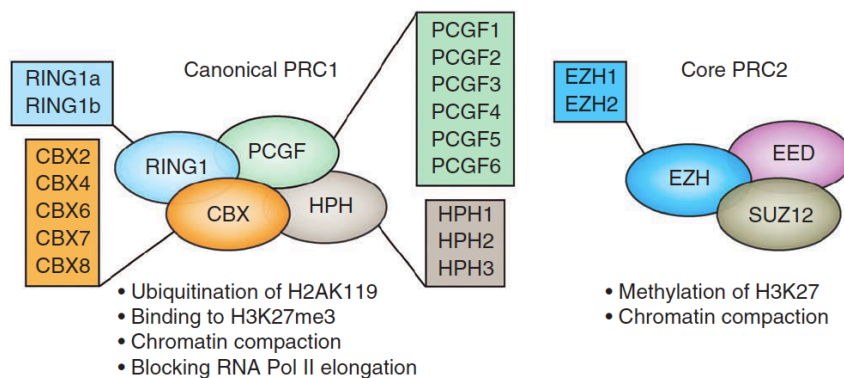 Canonical PRC1
RING1a
RING1b
CBX2
CBX4
CBX6
CBX7
CBX8
RING1
PCGF
CBX
HPH
PCGF1
PCGF2
PCGF3
PCGF4
PCGF5
PCGF6
HPH1
HPH2
HPH3
• Ubiquitination of H2AK119
• Binding to H3K27me3
• Chromatin compaction
• Blocking RNA Pol II elongation
Core PRC2
EZH1
EZH2
EZH
EED
SUZ12
• Methylation of H3K27
• Chromatin compaction